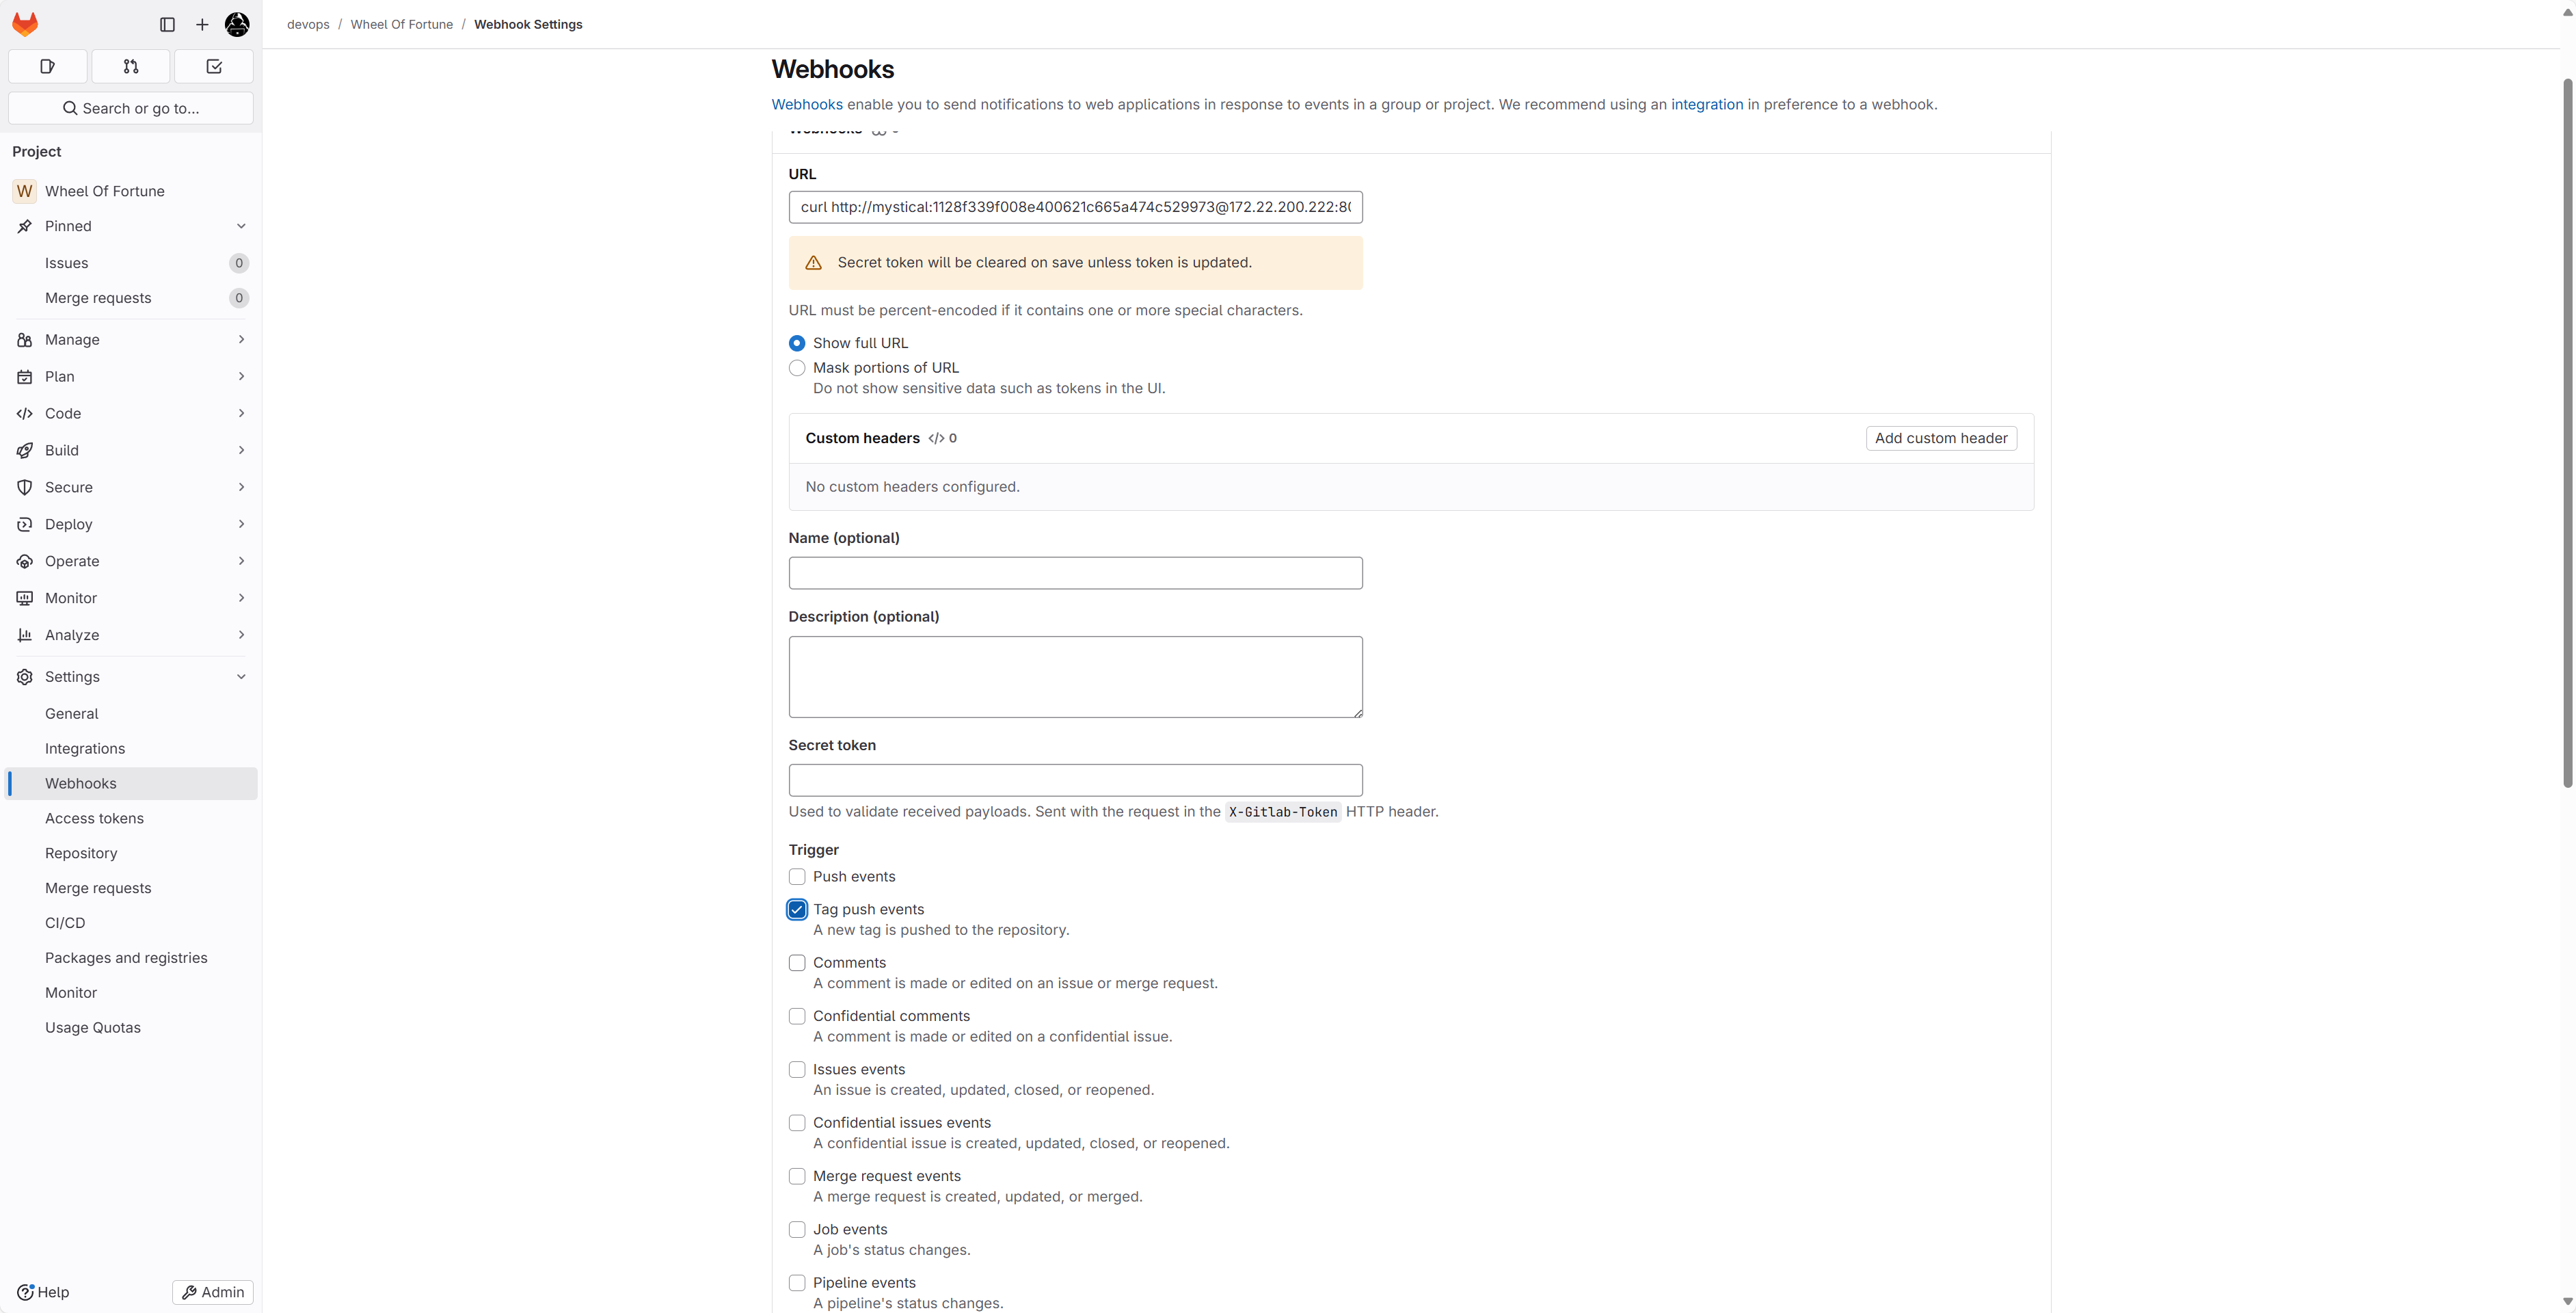 devops / Wheel Of Fortune / Webhook Settings
Search or go to...
Project
W Wheel Of Fortune
Pinned
Issues 0
Merge requests 0
Manage
Plan
Code
Build
Secure
Deploy
Operate
Monitor
Analyze
Settings
General
Integrations
Webhooks
Access tokens
Repository
Merge requests
CI/CD
Packages and registries
Monitor
Usage Quotas
Help
Admin
Webhooks
Webhooks enable you to send notifications to web applications in response to events in a group or project. We recommend using an integration in preference to a webhook.
URL
curl http://mystical:1128f339f008e400621c665a474c529973@172.22.200.222:80
Secret token will be cleared on save unless token is updated.
URL must be percent-encoded if it contains one or more special characters.
Show full URL
Mask portions of URL
Do not show sensitive data such as tokens in the UI.
Custom headers 0
Add custom header
No custom headers configured.
Name (optional)
Description (optional)
Secret token
Used to validate received payloads. Sent with the request in the X-Gitlab-Token HTTP header.
Trigger
Push events
Tag push events
A new tag is pushed to the repository.
Comments
A comment is made or edited on an issue or merge request.
Confidential comments
A comment is made or edited on a confidential issue.
Issues events
An issue is created, updated, closed, or reopened.
Confidential issues events
A confidential issue is created, updated, closed, or reopened.
Merge request events
A merge request is created, updated, or merged.
Job events
A job's status changes.
Pipeline events
A pipeline's status changes.